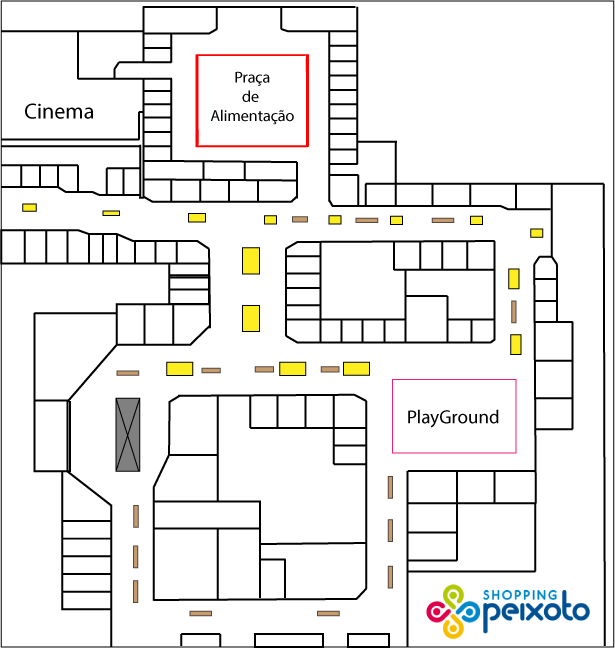 Praça
de
Alimentação
Cinema
PlayGround
SHOPPING
peixoto